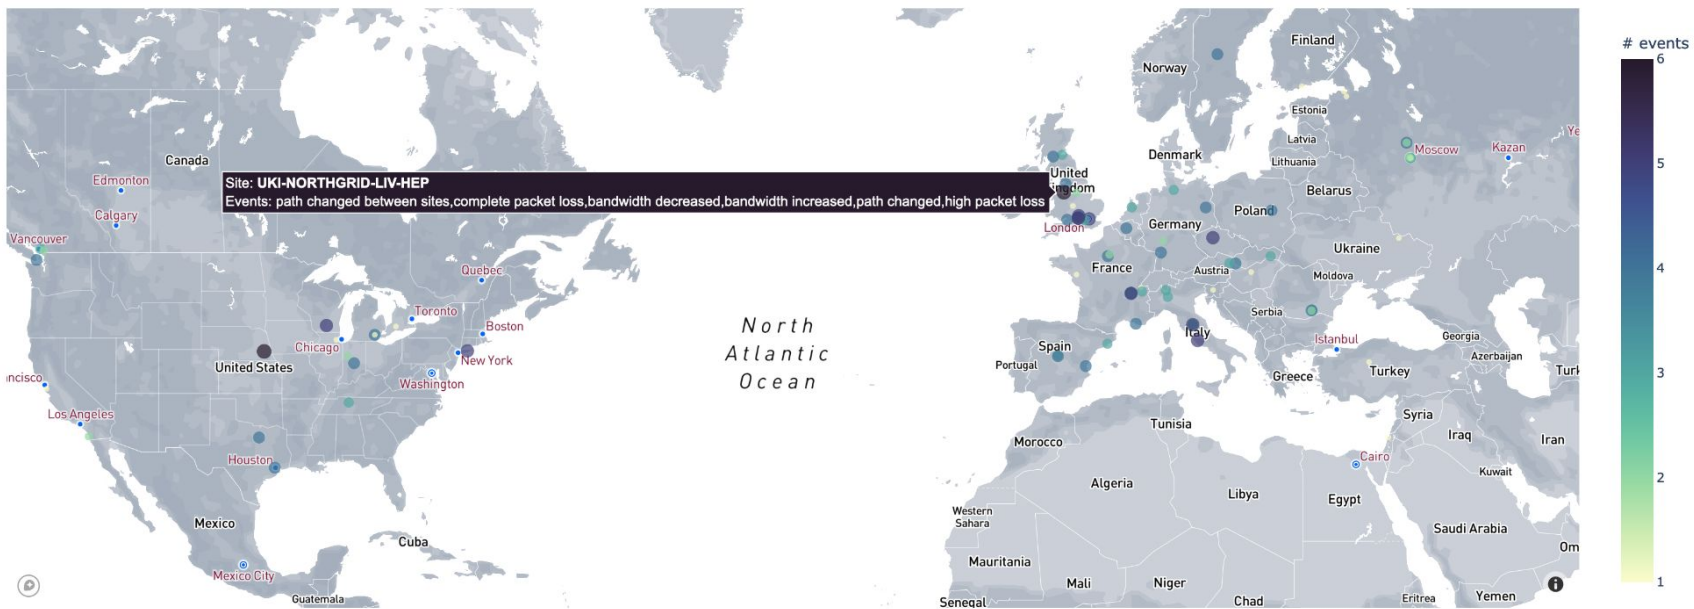 # events
6
5
4
3
2
1
Finland
Norway
Estonia
Latvia
Lithuania
Moscow
Kazan
Ye
Denmark
Canada
Edmonton
Calgary
Vancouver
Site: UKI-NORTHGRID-LIV-HEP
Events: path changed between sites,complete packet loss,bandwidth decreased,bandwidth increased,path changed,high packet loss
United
ingdom
London
Belarus
Poland
Germany
Ukraine
France
Austria
Moldova
Serbia
Quebec
Toronto
Boston
Chicago
New York
United States
Washington
ncisco
Los Angeles
Houston
North
Atlantic
Ocean
Italy
Spain
Portugal
Istanbul
Georgia
Azerbaijan
Greece
Turkey
Turk
Syria
Iraq
Iran
Tunisia
Morocco
Cairo
Kuwait
Algeria
Libya
Egypt
Western
Sahara
Saudi Arabia
Om
Mexico
Cuba
Mexico City
Guatemala
Mauritania
Mali
Niger
Chad
Senegal
Eritrea
Yemen